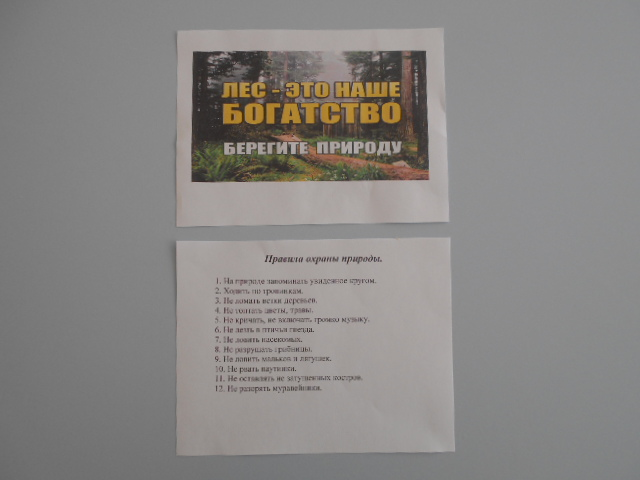 ЛЕС - ЭТО НАШЕ
БОГАТСТВО
БЕРЕГИТЕ ПРИРОДУ
Правила охраны природы.
1. На природе запоминать увиденное кругом.
2. Ходить по тропинкам.
3. Не ломать ветки деревьев.
4. Не топтать цветы, травы.
5. Не кричать, не включать громко музыку.
6. Не лезть в птичьи гнезда.
7. Не ловить насекомых.
8. Не разрушать грибницы.
9. Не ловить мальков и лягушек.
10. Не рвать паутинки.
11. Не оставлять не затушенных костров.
12. Не разорять муравейники.